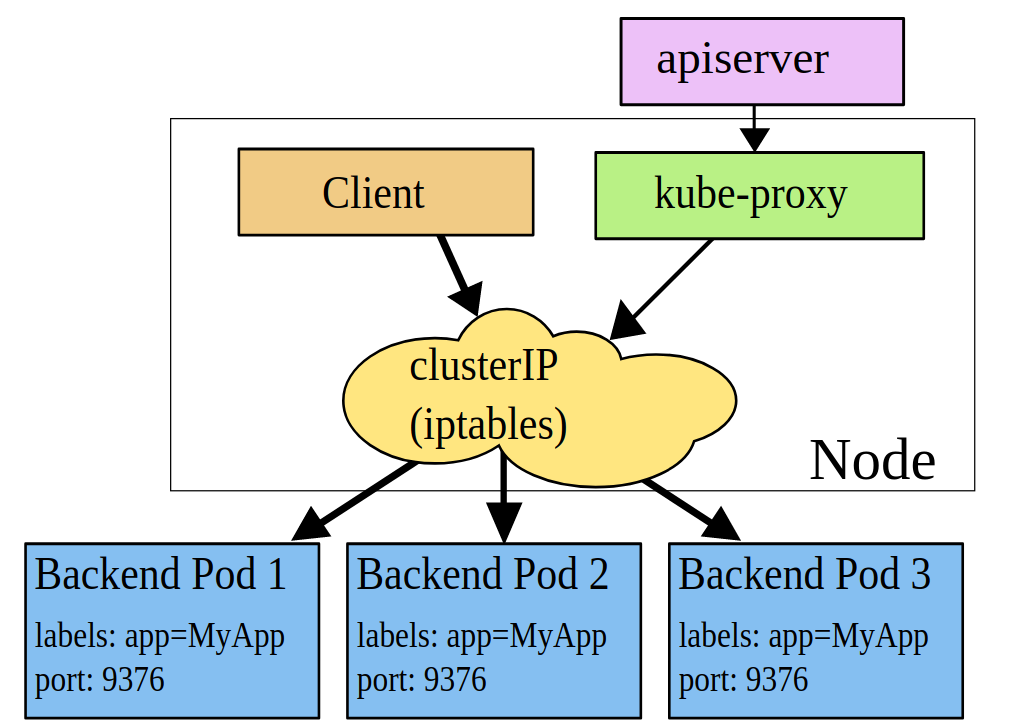 apiserver
Client
kube-proxy
clusterIP
(iptables)
Node
Backend Pod 1
labels: app=MyApp
port: 9376
Backend Pod 2
labels: app=MyApp
port: 9376
Backend Pod 3
labels: app=MyApp
port: 9376